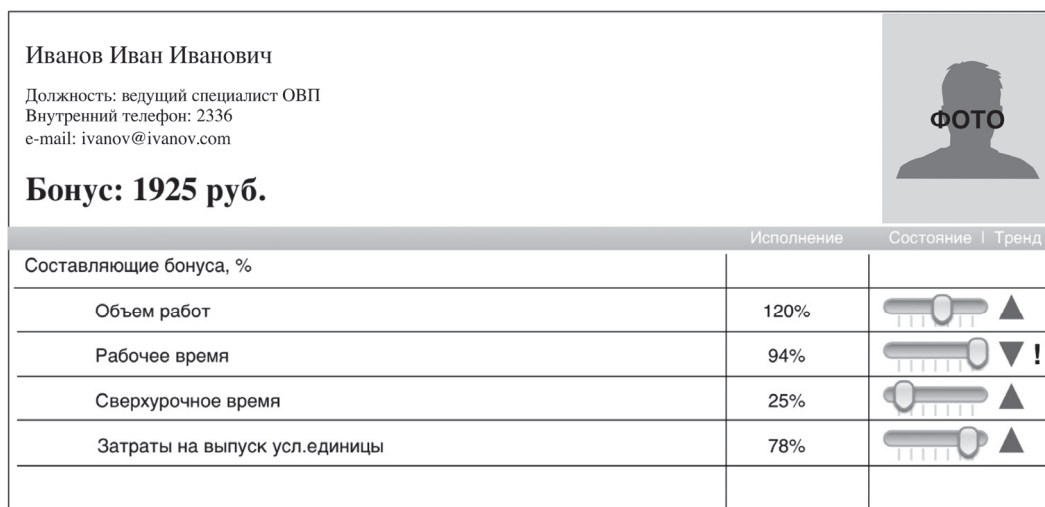 Иванов Иван Иванович
Должность: ведущий специалист ОВП
Внутренний телефон: 2336
e-mail: ivanov@ivanov.com
ФОТО
Бонус: 1925 руб.
Исполнение Состояние | Тренд
Составляющие бонуса, %
Объем работ 120%
Рабочее время 94% !
Сверхурочное время 25%
Затраты на выпуск усл.единицы 78%